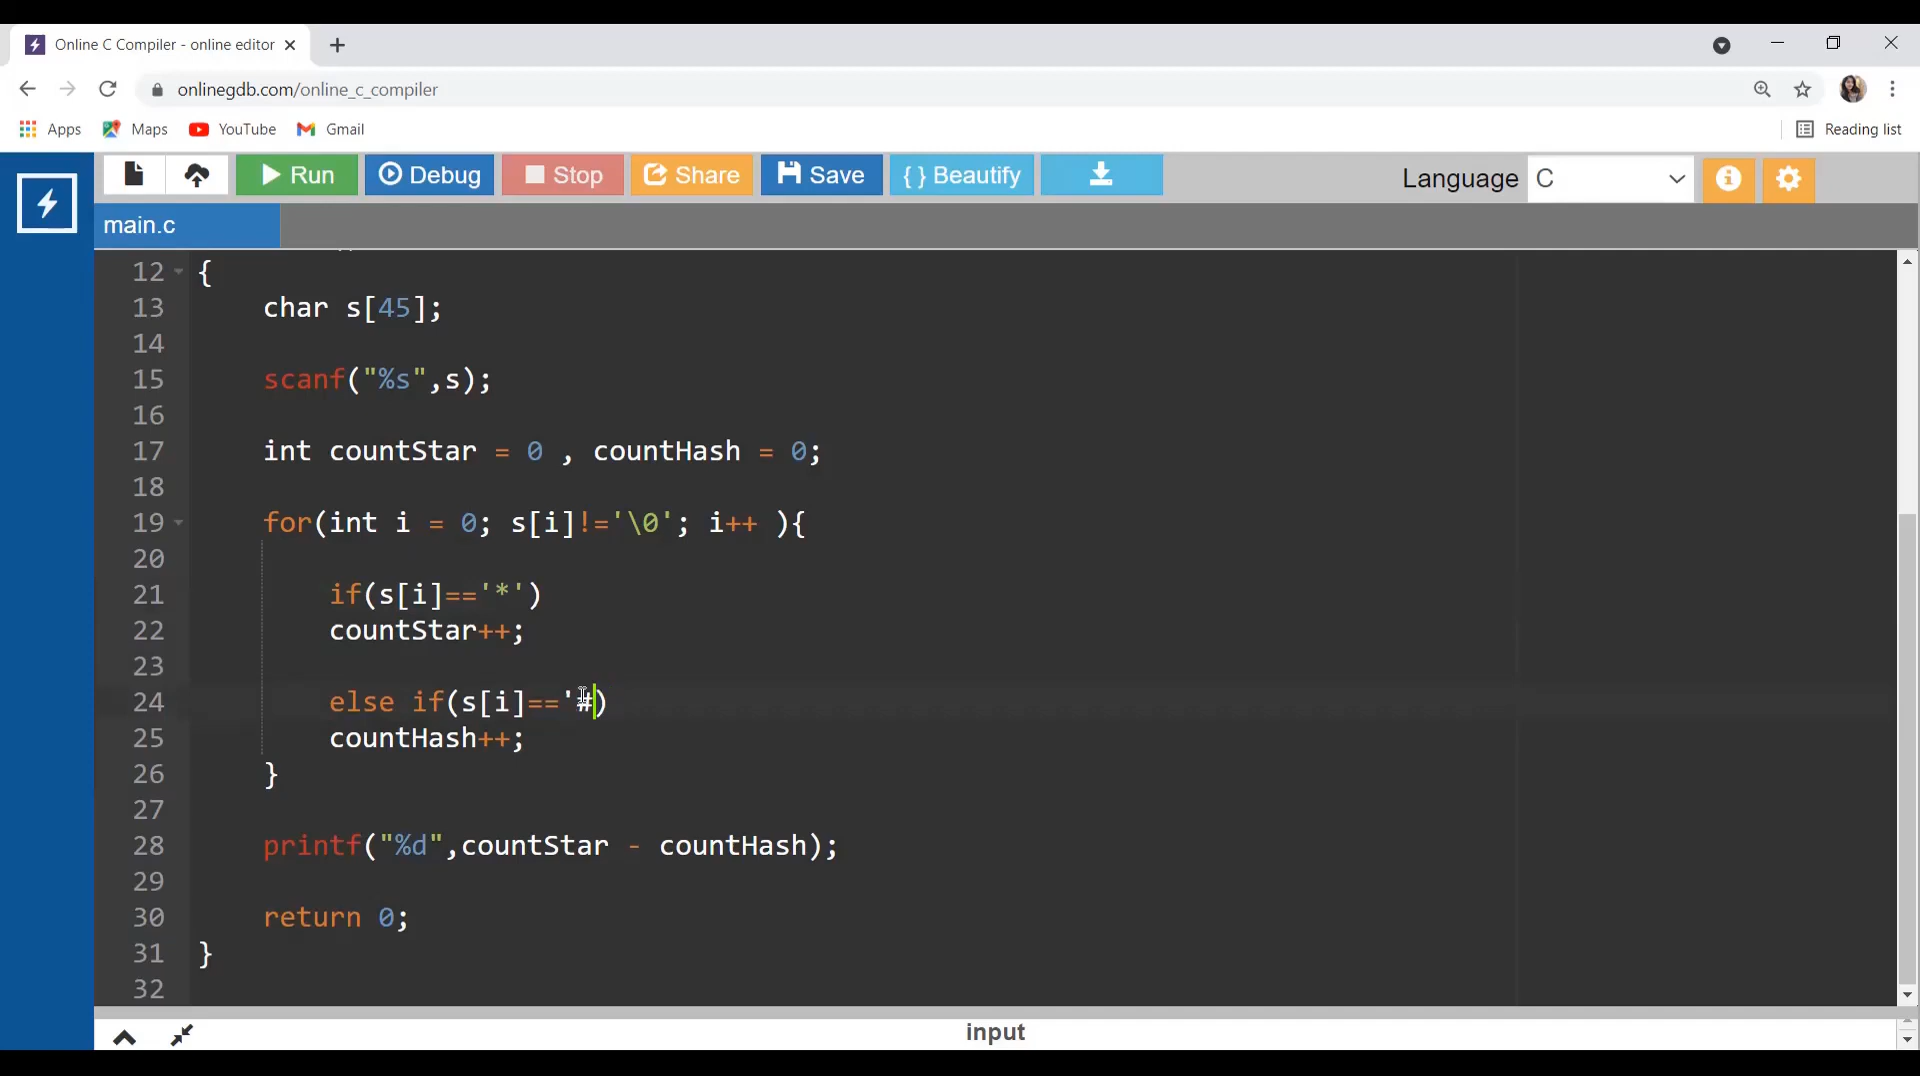 Online C Compiler - online editor
onlinegdb.com/online_c_compiler
Apps Maps YouTube Gmail Reading list
Run Debug Stop Share Save { } Beautify Language C
main.c
12 {
13 char s[45];
14
15 scanf("%s",s);
16
17 int countStar = 0 , countHash = 0;
18
19 for(int i = 0; s[i]!='\0'; i++ ){
20
21 if(s[i]=='*')
22 countStar++;
23
24 else if(s[i]=='#)
25 countHash++;
26 }
27
28 printf("%d",countStar - countHash);
29
30 return 0;
31 }
32
input